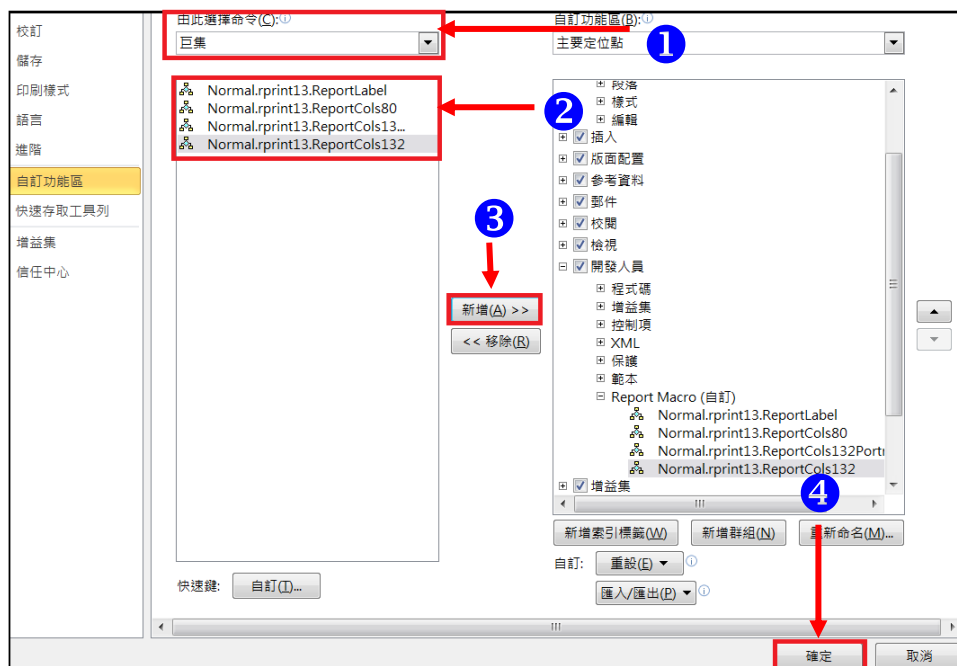 校訂
儲存
印刷樣式
語言
進階
自訂功能區
快速存取工具列
增益集
信任中心
由此選擇命令(C):
巨集
Normal.rprint13.ReportLabel
Normal.rprint13.ReportCols80
Normal.rprint13.ReportCols13...
Normal.rprint13.ReportCols132
快速鍵:
自訂(T)...
3
新增(A) >>
<< 移除(R)
自訂功能區(B):
主要定位點
1
2
段落
樣式
編輯
插入
版面配置
參考資料
郵件
校閱
檢視
開發人員
程式碼
增益集
控制項
XML
保護
範本
Report Macro (自訂)
Normal.rprint13.ReportLabel
Normal.rprint13.ReportCols80
Normal.rprint13.ReportCols132Portr
Normal.rprint13.ReportCols132
增益集
4
新增索引標籤(W)
新增群組(N)
重新命名(M)...
自訂:
重設(E)
匯入/匯出(P)
確定
取消